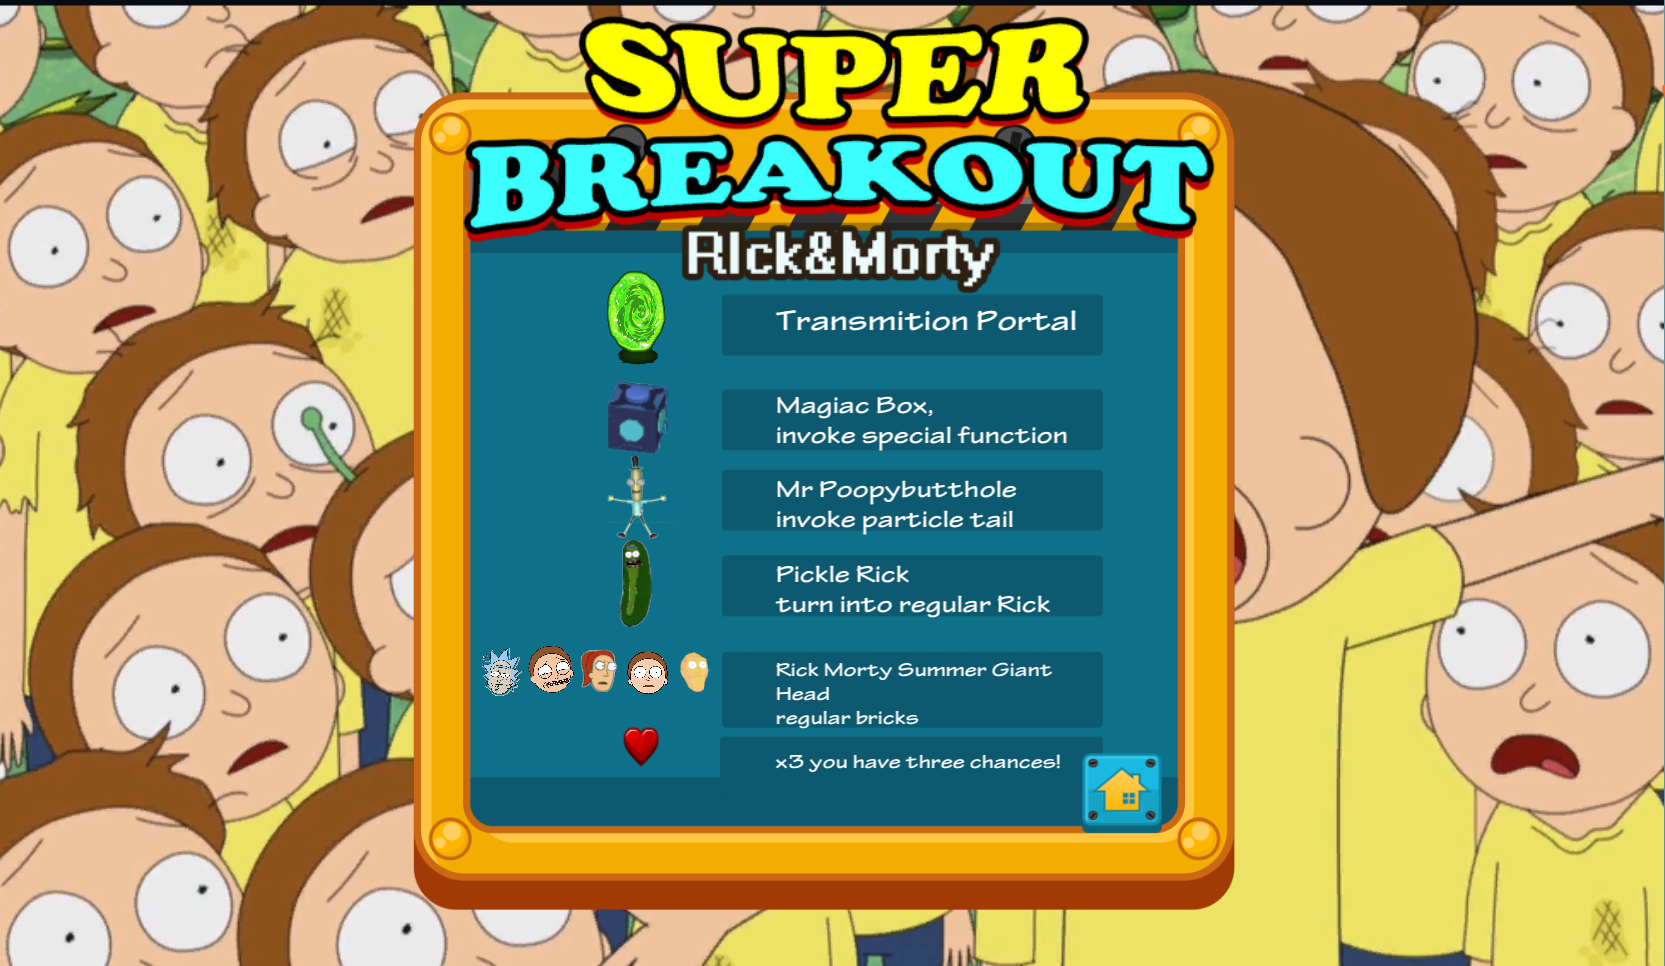 SUPER
BREAKOUT
RIck&Morty
Transmition Portal
Magiac Box,
invoke special function
Mr Poopybutthole
invoke particle tail
Pickle Rick
turn into regular Rick
Rick Morty Summer Giant
Head
regular bricks
x3 you have three chances!